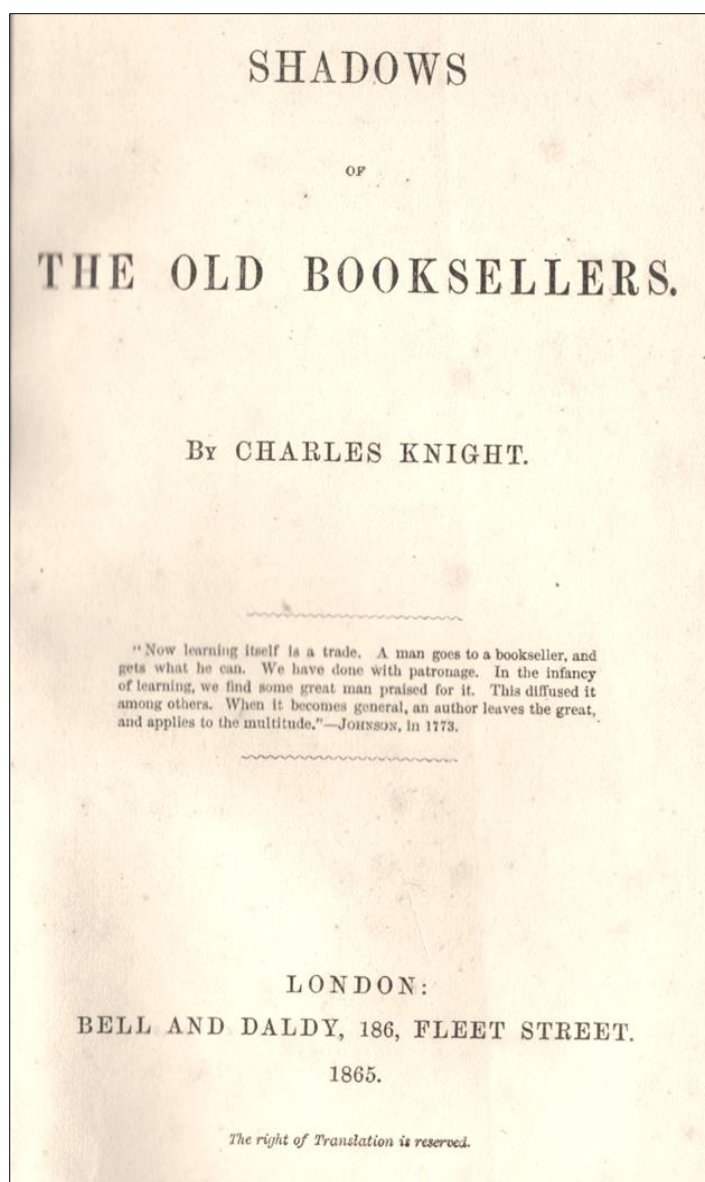 SHADOWS
OF
THE OLD BOOKSELLERS.
BY CHARLES KNIGHT.
"Now learning itself is a trade. A man goes to a bookseller, and
gets what he can. We have done with patronage. In the infancy
of learning, we find some great man praised for it. This diffused it
among others. When it becomes general, an author leaves the great,
and applies to the multitude."—JOHNSON, in 1773.
LONDON:
BELL AND DALDY, 186, FLEET STREET.
1865.
The right of Translation is reserved.